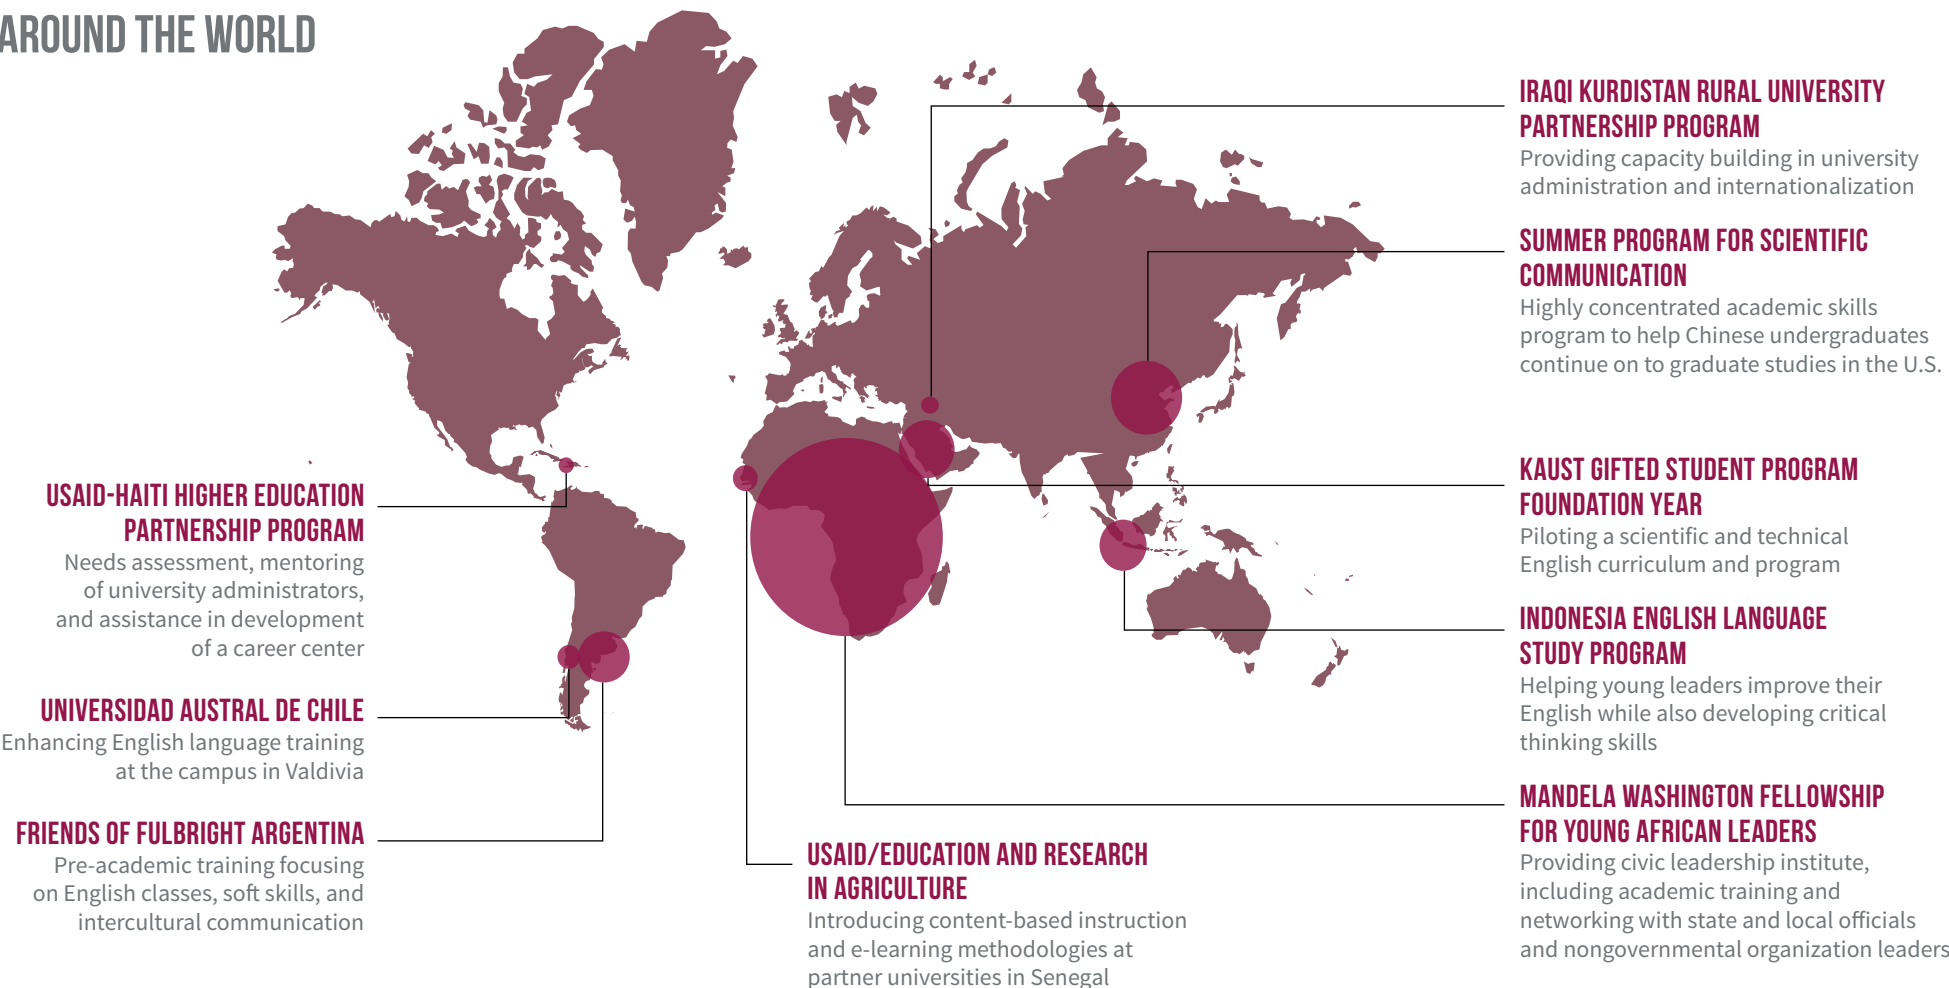 AROUND THE WORLD
IRAQI KURDISTAN RURAL UNIVERSITY
PARTNERSHIP PROGRAM
Providing capacity building in university
administration and internationalization
SUMMER PROGRAM FOR SCIENTIFIC
COMMUNICATION
Highly concentrated academic skills
program to help Chinese undergraduates
continue on to graduate studies in the U.S.
KAUST GIFTED STUDENT PROGRAM
FOUNDATION YEAR
Piloting a scientific and technical
English curriculum and program
INDONESIA ENGLISH LANGUAGE
STUDY PROGRAM
Helping young leaders improve their
English while also developing critical
thinking skills
MANDELA WASHINGTON FELLOWSHIP
FOR YOUNG AFRICAN LEADERS
Providing civic leadership institute,
including academic training and
networking with state and local officials
and nongovernmental organization leaders
USAID-HAITI HIGHER EDUCATION
PARTNERSHIP PROGRAM
Needs assessment, mentoring
of university administrators,
and assistance in development
of a career center
UNIVERSIDAD AUSTRAL DE CHILE
Enhancing English language training
at the campus in Valdivia
FRIENDS OF FULBRIGHT ARGENTINA
Pre-academic training focusing
on English classes, soft skills, and
intercultural communication
USAID/EDUCATION AND RESEARCH
IN AGRICULTURE
Introducing content-based instruction
and e-learning methodologies at
partner universities in Senegal